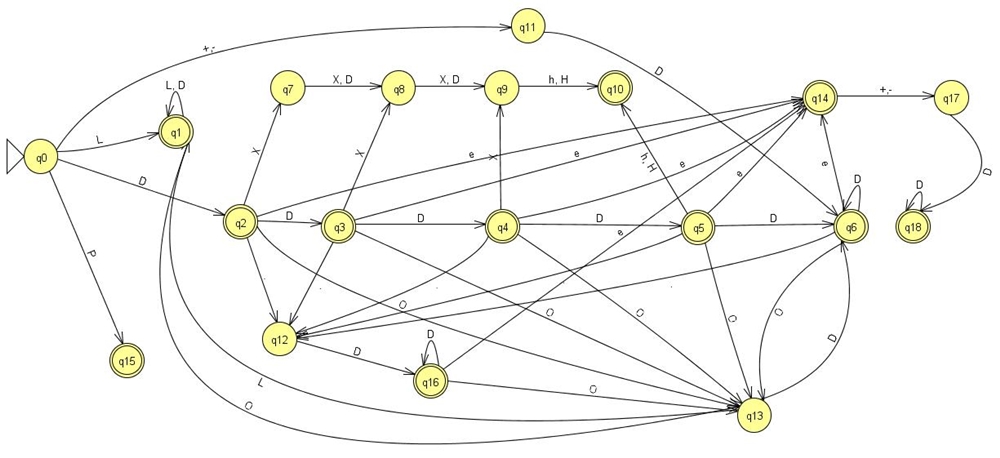 q11
+,-
D
L, D
q7
X, D
q8
X, D
q9
h, H
q10
q14
+,-
q17
q1
L
q0
D
X
X
X
e
e
e
e
e
e
h, H
D
P
q2
D
q3
D
q4
D
q5
D
q6
D
q18
D
.
.
.
.
q12
D
D
q16
O
O
O
O
O
O
D
q15
L
O
q13